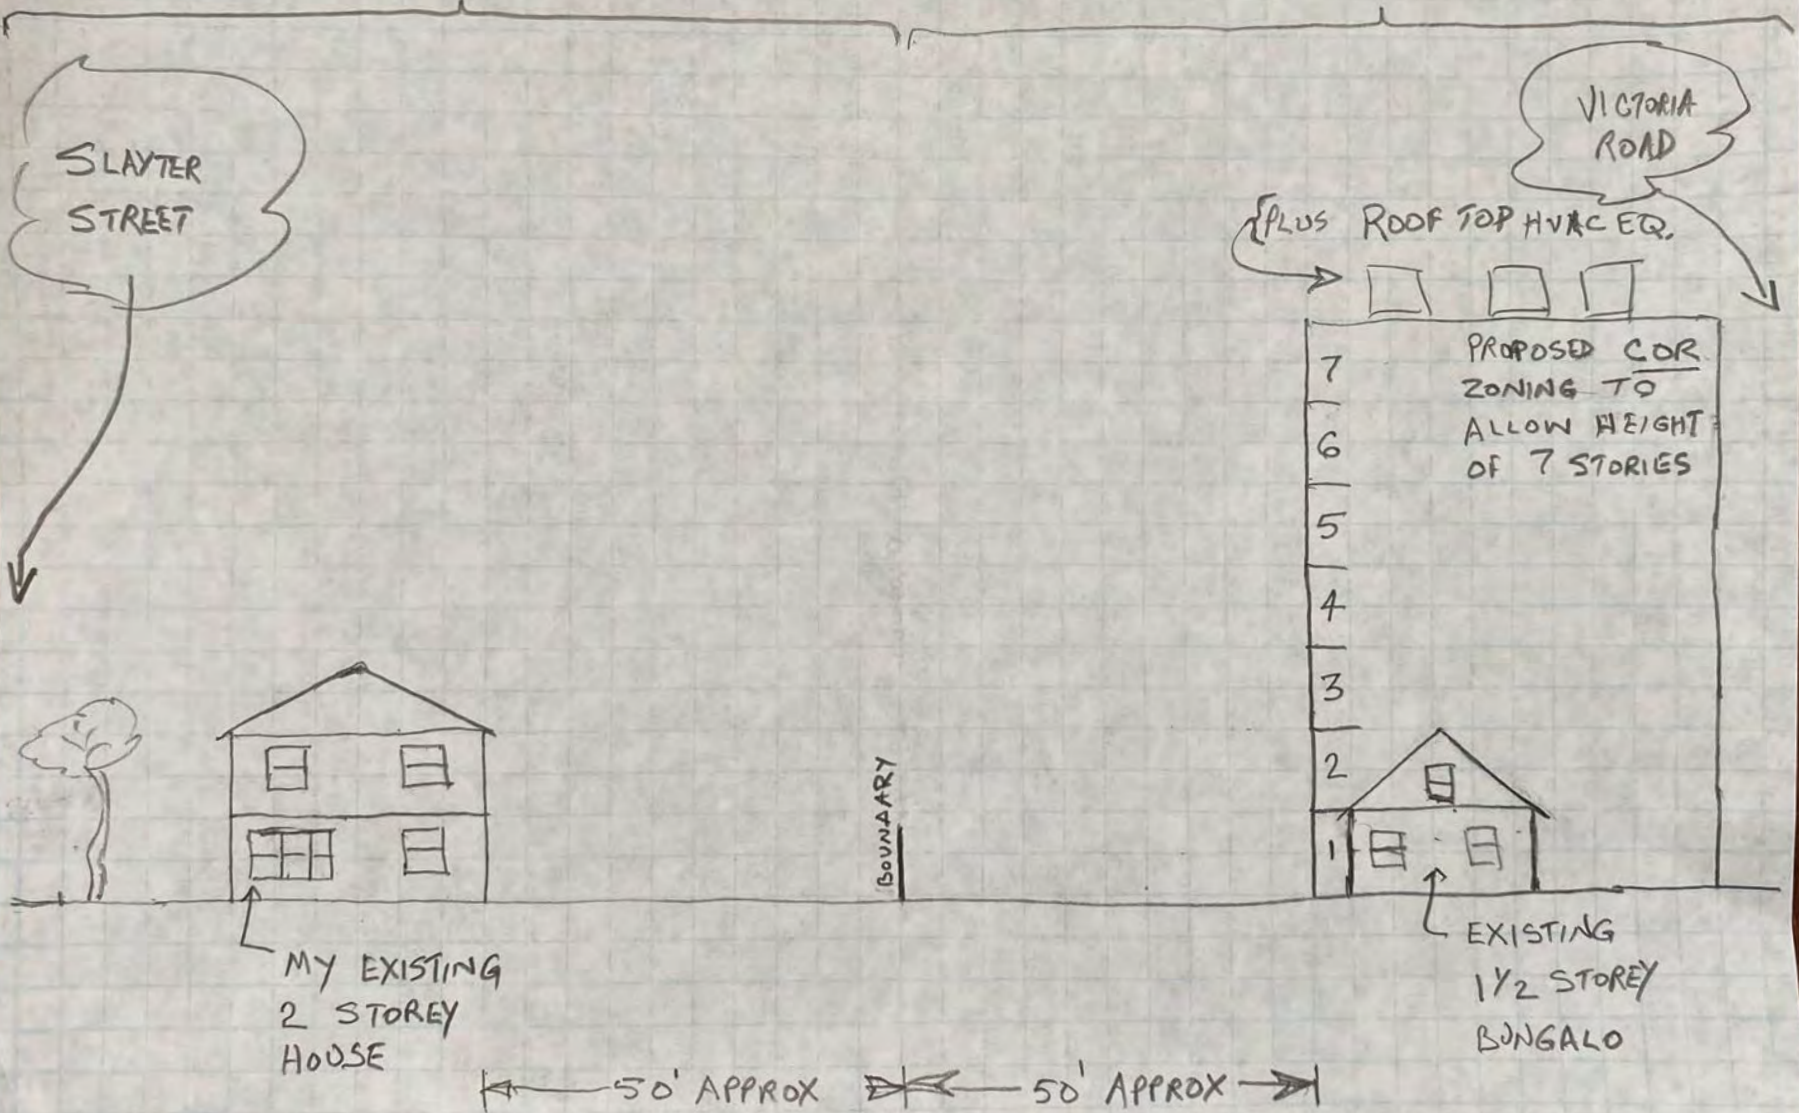 SLAYTER
STREET
VICTORIA
ROAD
{PLUS ROOF TOP HVAC EQ.
PROPOSED COR
ZONING TO
ALLOW HEIGHT
OF 7 STORIES
7
6
5
4
3
2
1
BOUNAARY
MY EXISTING
2 STOREY
HOUSE
EXISTING
1 1/2 STOREY
BUNGALO
50' APPROX
50' APPROX